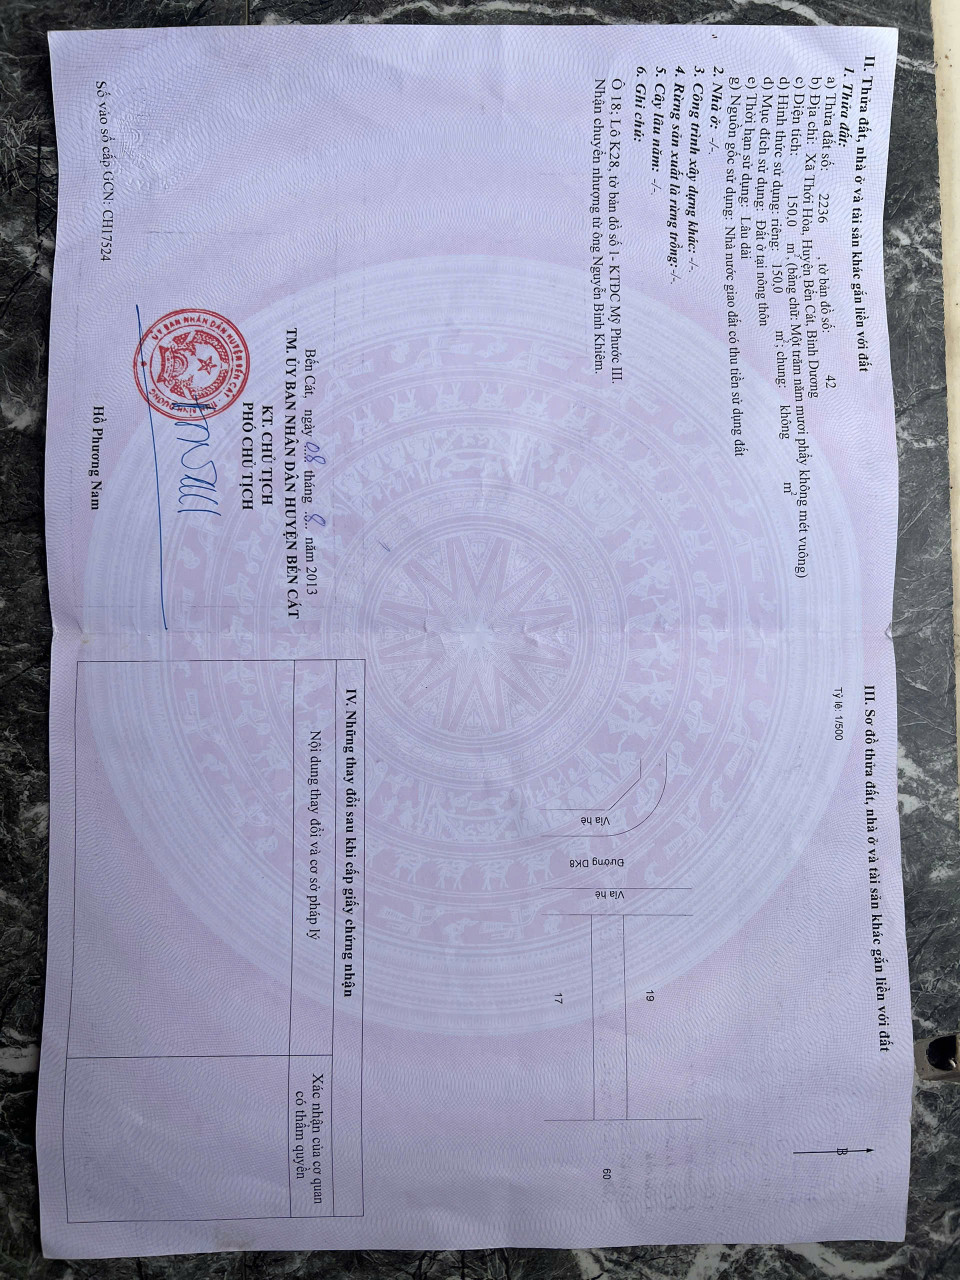 II. Thửa đất, nhà ở và tài sản khác gắn liền với đất
1. Thửa đất:
a) Thửa đất số: 2236 , tờ bản đồ số: 42
b) Địa chỉ: Xã Thới Hòa, Huyện Bến Cát, Bình Dương
c) Diện tích: 150,0 m², (bằng chữ: Một trăm năm mươi phẩy không mét vuông)
d) Hình thức sử dụng: riêng: 150,0 m²; chung: không m²
đ) Mục đích sử dụng: Đất ở tại nông thôn
e) Thời hạn sử dụng: Lâu dài
g) Nguồn gốc sử dụng: Nhà nước giao đất có thu tiền sử dụng đất
2. Nhà ở: -/-.
3. Công trình xây dựng khác: -/-.
4. Rừng sản xuất là rừng trồng: -/-.
5. Cây lâu năm: -/-.
6. Ghi chú:
Ô 18; Lô K28, tờ bản đồ số 1- KTĐC Mỹ Phước III.
Nhận chuyển nhượng từ ông Nguyễn Bình Khiêm.
Bến Cát, ngày 08 tháng 8 năm 2013
TM. ỦY BAN NHÂN DÂN HUYỆN BẾN CÁT
KT. CHỦ TỊCH
PHÓ CHỦ TỊCH
ỦY BAN NHÂN DÂN HUYỆN BẾN CÁT
Hồ Phương Nam
Số vào sổ cấp GCN: CH17524
III. Sơ đồ thửa đất, nhà ở và tài sản khác gắn liền với đất
Tỷ lệ: 1/500
B
Vỉa hè
Đường DK8
Vỉa hè
19
17
60
IV. Những thay đổi sau khi cấp giấy chứng nhận
Nội dung thay đổi và cơ sở pháp lý
Xác nhận của cơ quan
có thẩm quyền